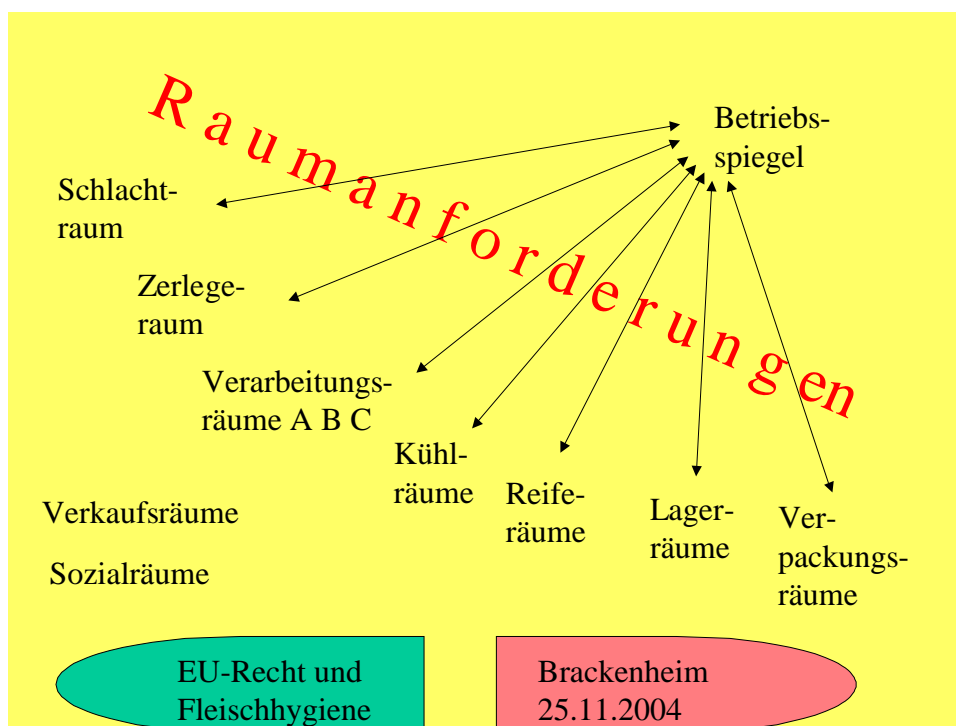 R a u m a n f o r d e r u n g en
Betriebs-
spiegel
Schlacht-
raum
Zerlege-
raum
Verarbeitungs-
räume A B C
Kühl-
räume
Reife-
räume
Lager-
räume
Ver-
packungs-
räume
Verkaufsräume
Sozialräume
EU-Recht und
Fleischhygiene
Brackenheim
25.11.2004